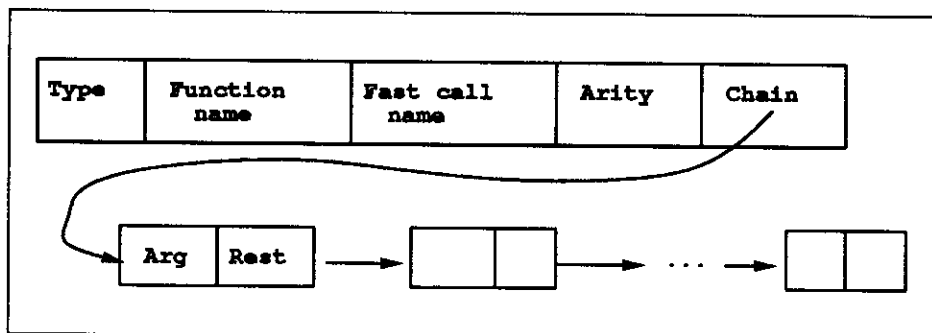 Type
Function
name
Fast call
name
Arity
Chain
Arg
Rest
...